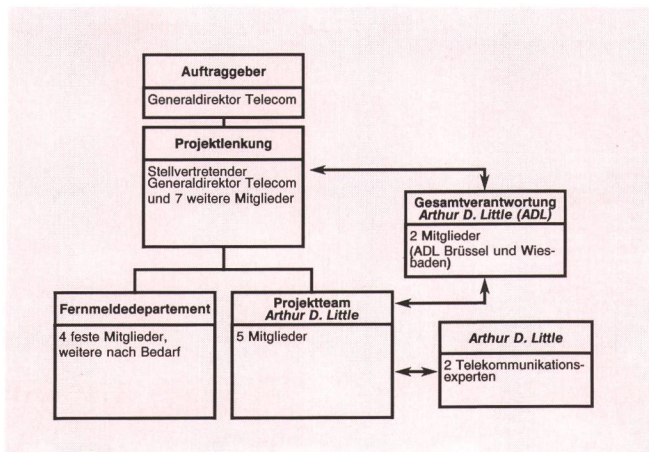 Auftraggeber
Generaldirektor Telecom
Projektlenkung
Stellvertretender
Generaldirektor Telecom
und 7 weitere Mitglieder
Gesamtverantwortung
Arthur D. Little (ADL)
2 Mitglieder
(ADL Brüssel und Wies-
baden)
Fernmeldedepartement
4 feste Mitglieder,
weitere nach Bedarf
Projektteam
Arthur D. Little
5 Mitglieder
Arthur D. Little
2 Telekommunikations-
experten